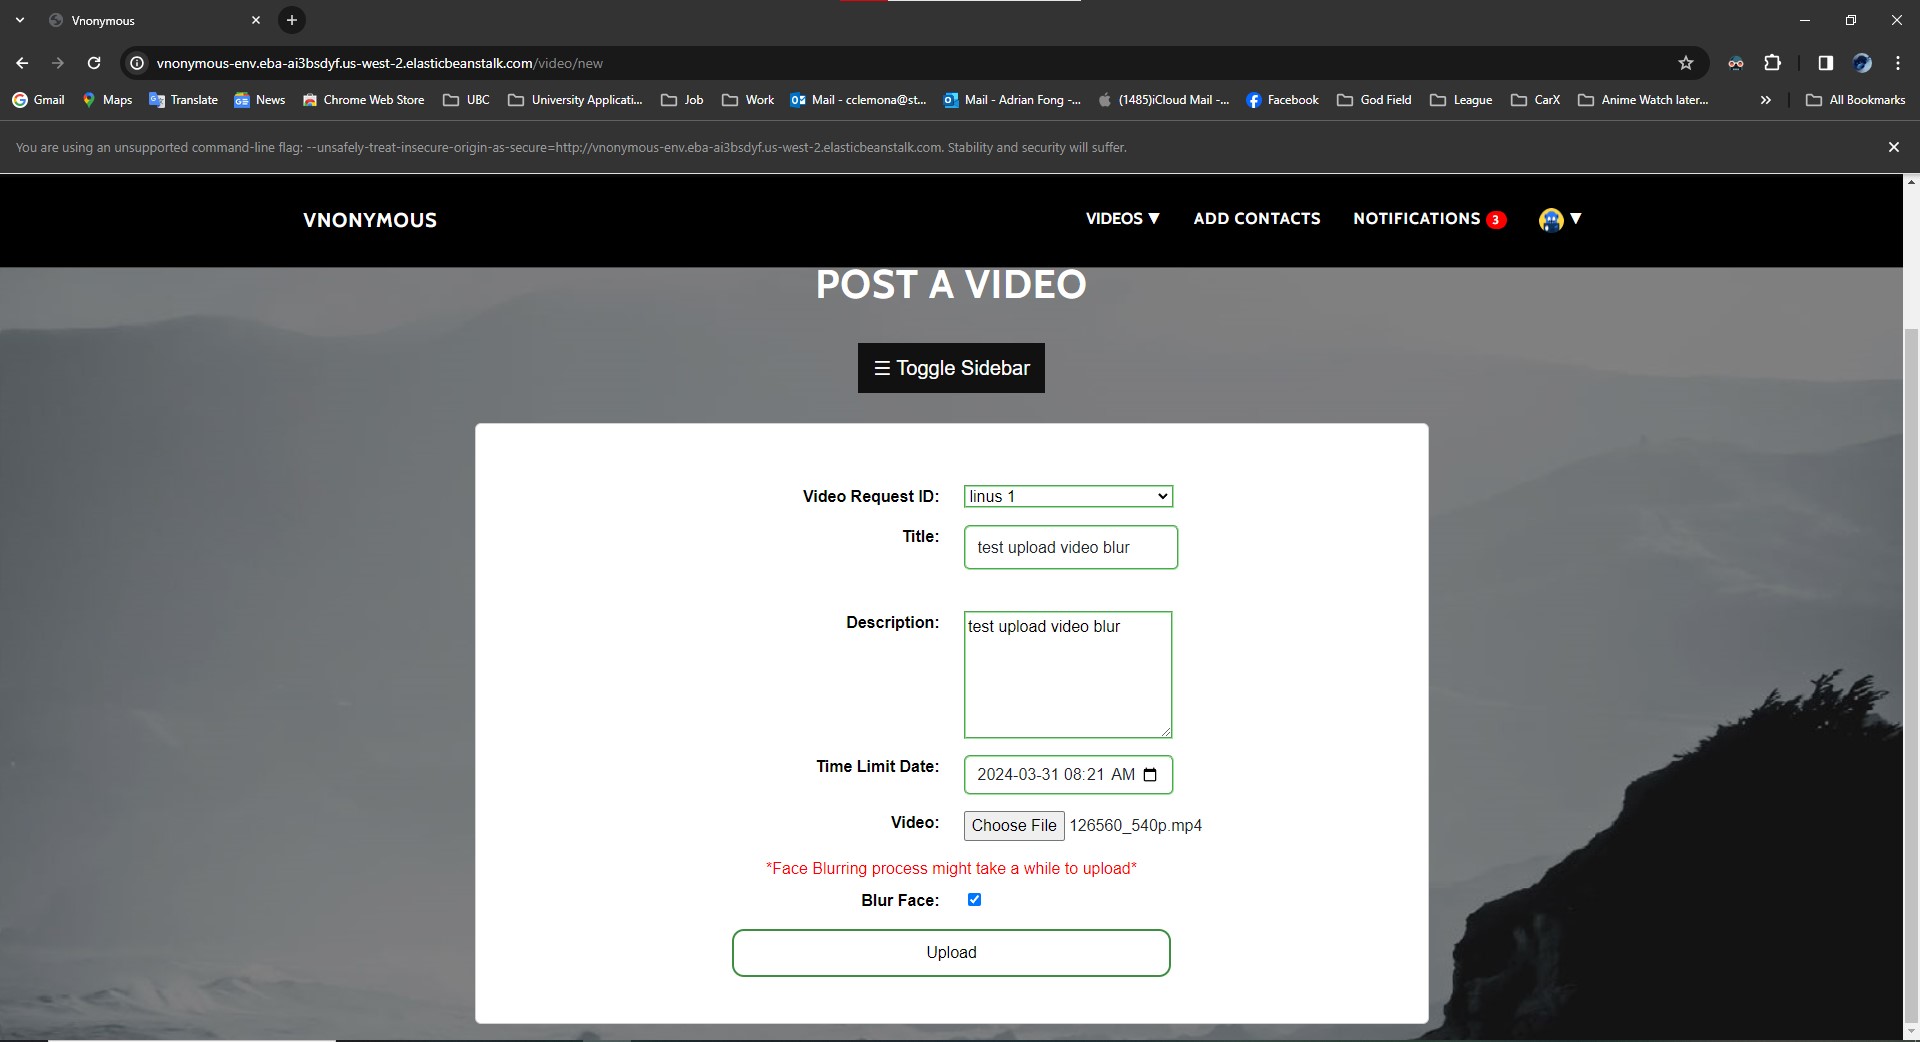 Vnonymous
vnonymous-env.eba-ai3bsdyf.us-west-2.elasticbeanstalk.com/video/new
Gmail Maps Translate News Chrome Web Store UBC University Applicati... Job Work Mail - cclemona@st... Mail - Adrian Fong -... (1485)iCloud Mail -... Facebook God Field League CarX Anime Watch later... » All Bookmarks
You are using an unsupported command-line flag: --unsafely-treat-insecure-origin-as-secure=http://vnonymous-env.eba-ai3bsdyf.us-west-2.elasticbeanstalk.com. Stability and security will suffer.
VNONYMOUS VIDEOS ▼ ADD CONTACTS NOTIFICATIONS 3 ▼
POST A VIDEO
☰ Toggle Sidebar
Video Request ID: linus 1
Title: test upload video blur
Description: test upload video blur
Time Limit Date: 2024-03-31 08:21 AM
Video: Choose File 126560_540p.mp4
*Face Blurring process might take a while to upload*
Blur Face:
Upload